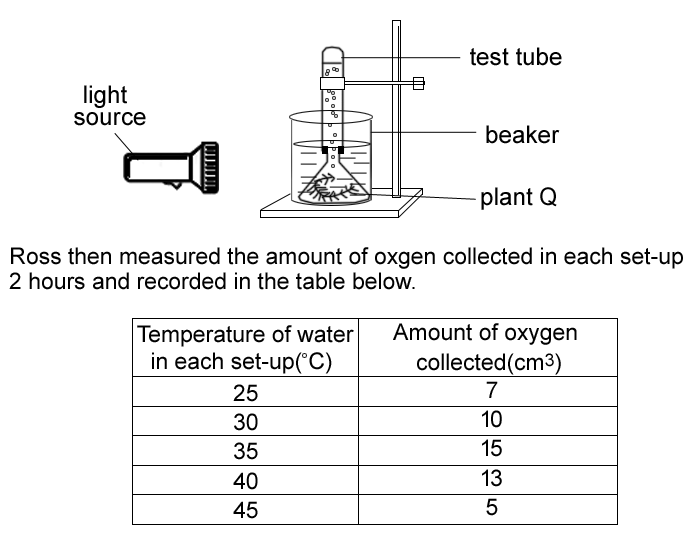 test tube
light
source
beaker
plant Q
Ross then measured the amount of oxgen collected in each set-up
2 hours and recorded in the table below.
Temperature of water
in each set-up(°C)
Amount of oxygen
collected(cm3)
25 7
30 10
35 15
40 13
45 5